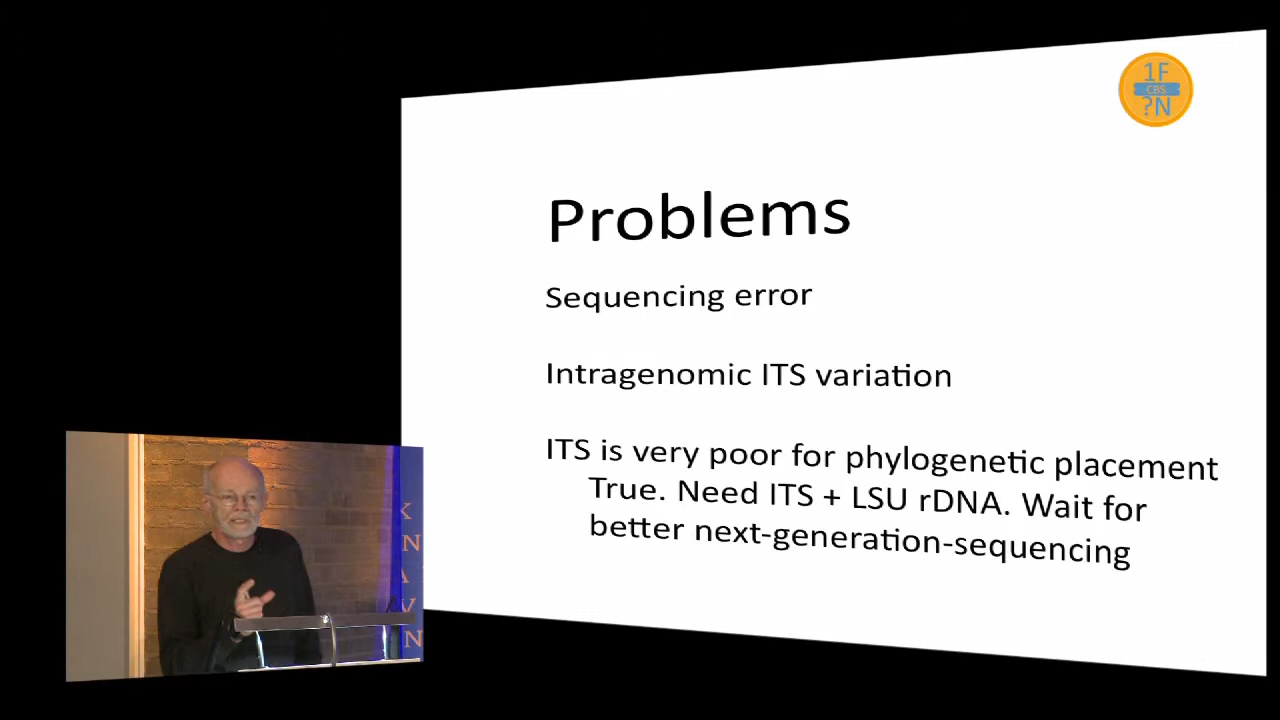 1F
CBS
?N
Problems
Sequencing error
Intragenomic ITS variation
ITS is very poor for phylogenetic placement
True. Need ITS + LSU rDNA. Wait for
better next-generation-sequencing
K
N
A
V
N